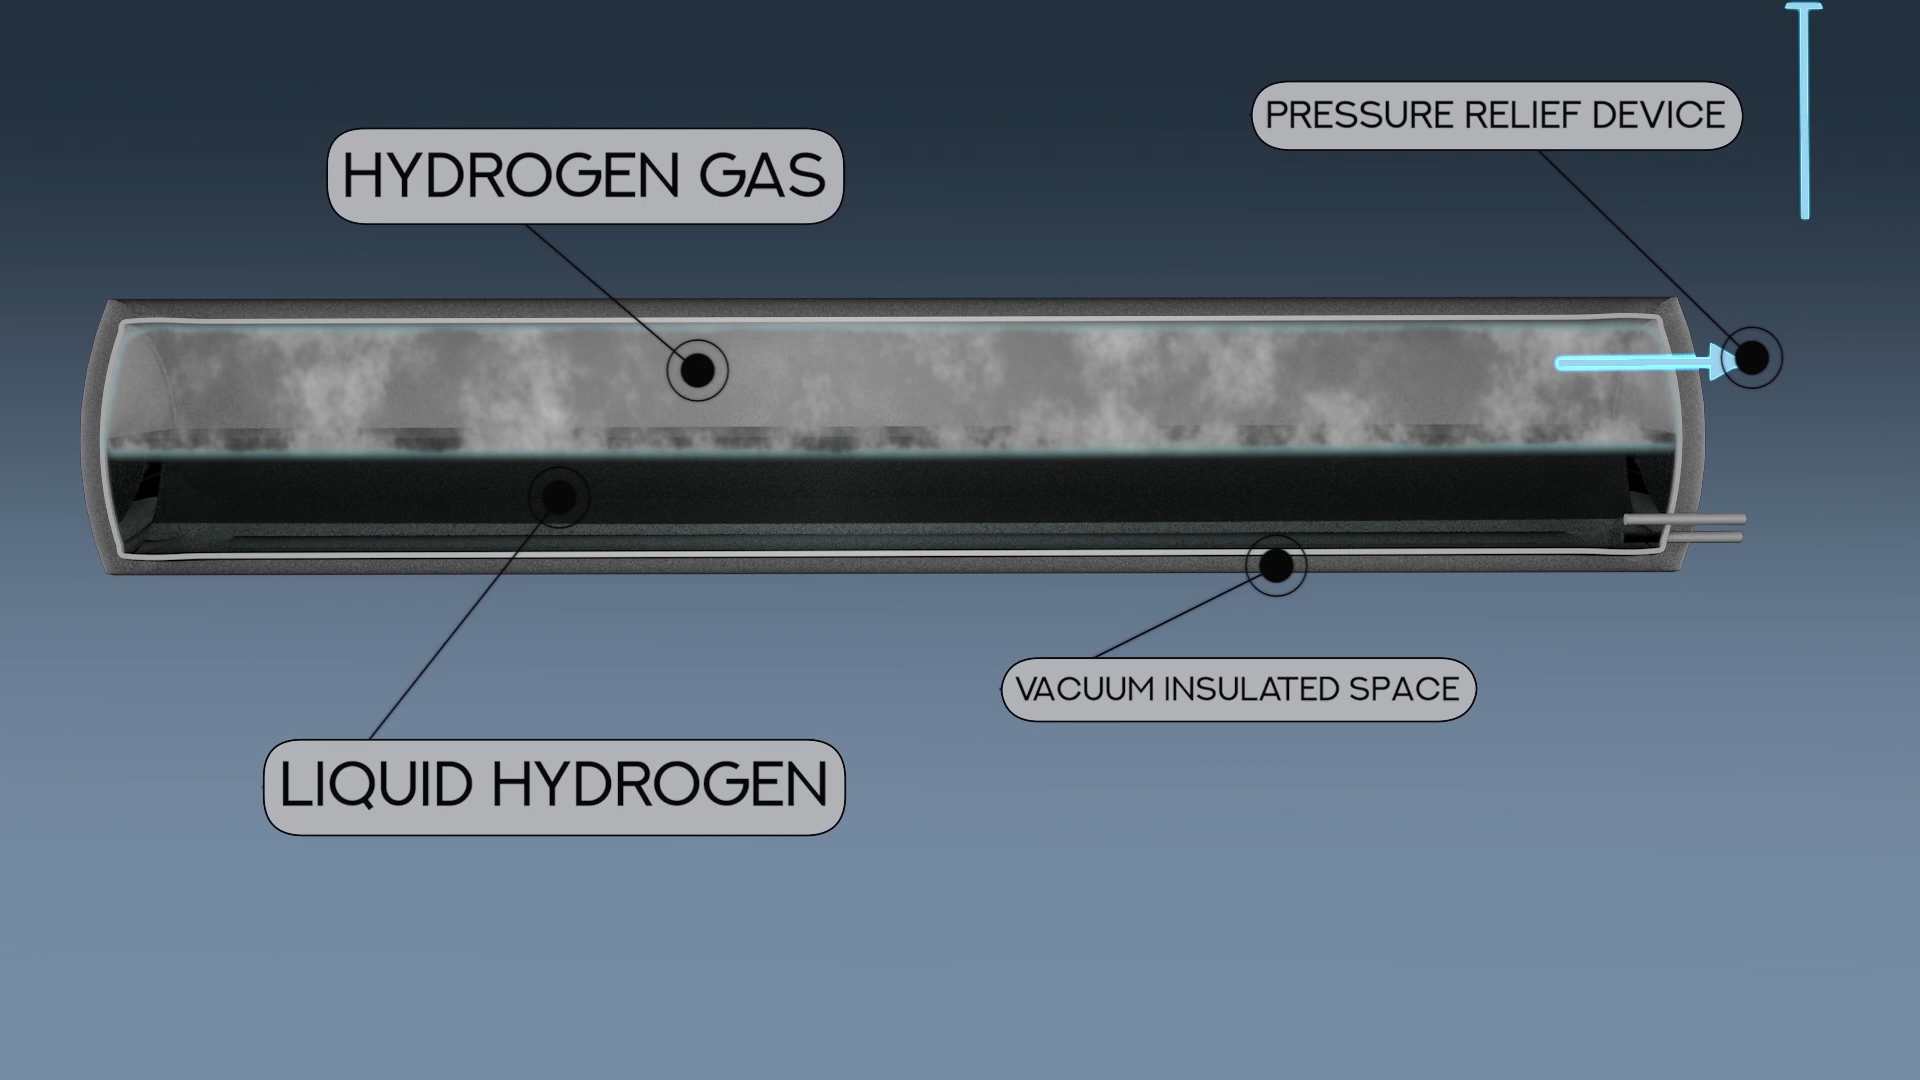 PRESSURE RELIEF DEVICE
HYDROGEN GAS
VACUUM INSULATED SPACE
LIQUID HYDROGEN